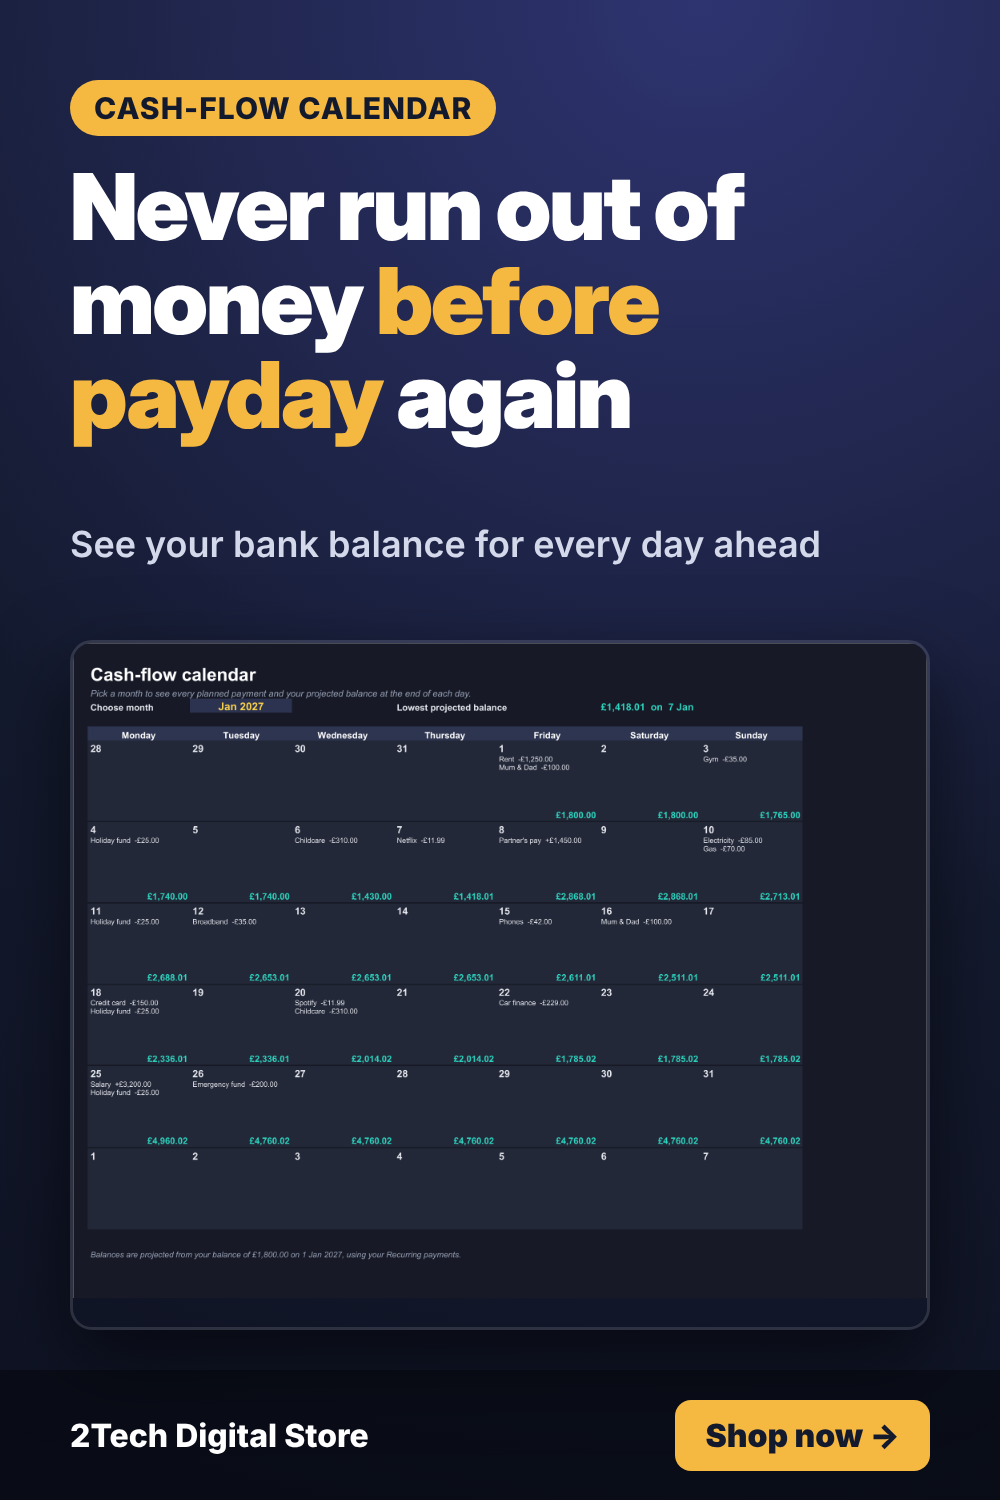 CASH-FLOW CALENDAR
Never run out of
money before
payday again
See your bank balance for every day ahead
Cash-flow calendar
Pick a month to see every planned payment and your projected balance at the end of each day.
Choose month Jan 2027 Lowest projected balance £1,418.01 on 7 Jan
Monday Tuesday Wednesday Thursday Friday Saturday Sunday
28 29 30 31 1 2 3
Rent -£1,250.00 Gym -£35.00
Mum & Dad -£100.00
£1,800.00 £1,800.00 £1,765.00
4 5 6 7 8 9 10
Holiday fund -£25.00 Childcare -£310.00 Netflix -£11.99 Partner's pay +£1,450.00 Electricity -£85.00
Gas -£70.00
£1,740.00 £1,740.00 £1,430.00 £1,418.01 £2,868.01 £2,868.01 £2,713.01
11 12 13 14 15 16 17
Holiday fund -£25.00 Broadband -£35.00 Phones -£42.00 Mum & Dad -£100.00
£2,688.01 £2,653.01 £2,653.01 £2,653.01 £2,611.01 £2,511.01 £2,511.01
18 19 20 21 22 23 24
Credit card -£150.00 Spotify -£11.99 Car finance -£229.00
Holiday fund -£25.00 Childcare -£310.00
£2,336.01 £2,336.01 £2,014.02 £2,014.02 £1,785.02 £1,785.02 £1,785.02
25 26 27 28 29 30 31
Salary +£3,200.00 Emergency fund -£200.00
Holiday fund -£25.00
£4,960.02 £4,760.02 £4,760.02 £4,760.02 £4,760.02 £4,760.02 £4,760.02
1 2 3 4 5 6 7
Balances are projected from your balance of £1,800.00 on 1 Jan 2027, using your Recurring payments.
2Tech Digital Store
Shop now →